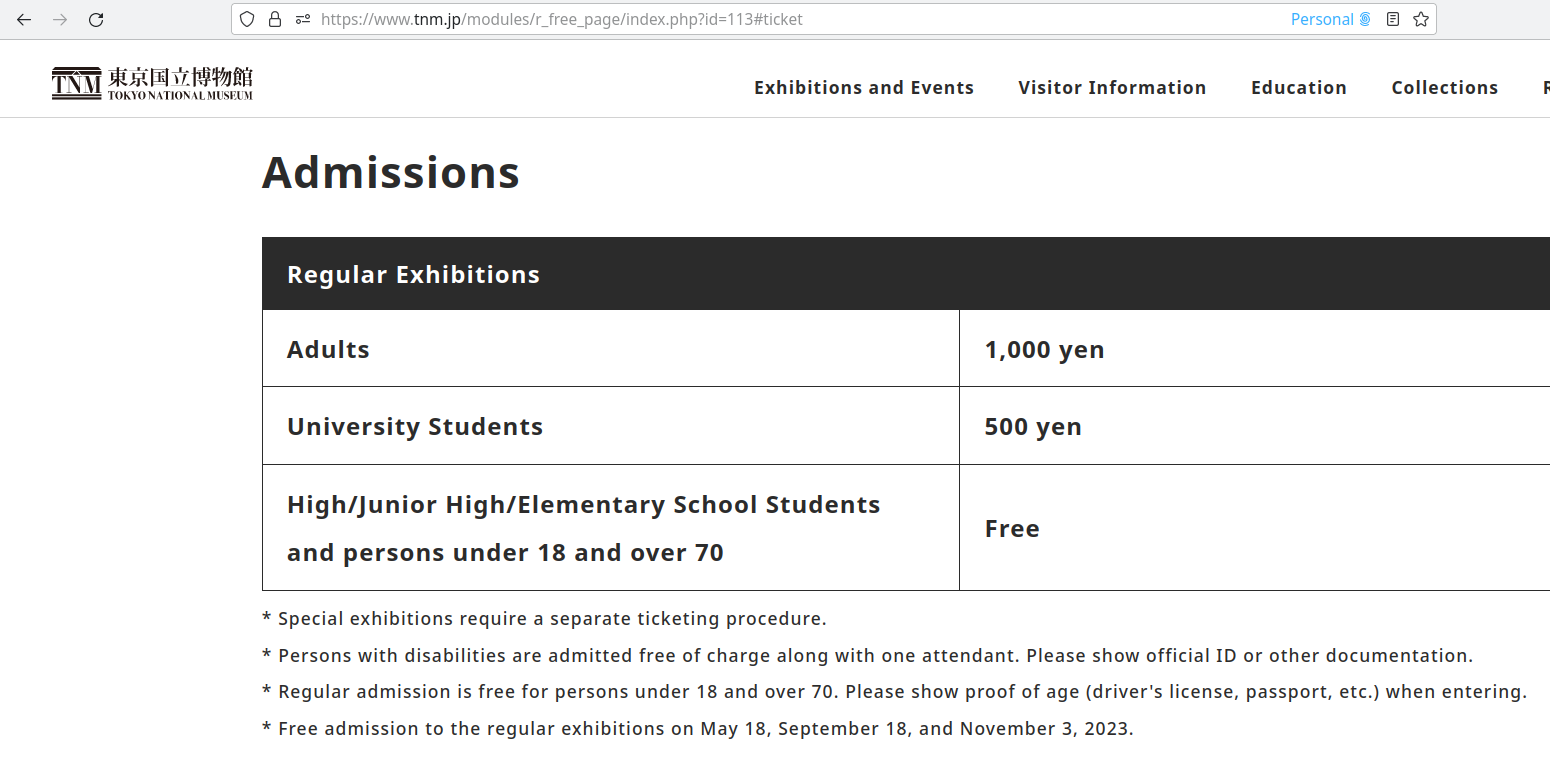 https://www.tnm.jp/modules/r_free_page/index.php?id=113#ticket
Personal
TNM 東京国立博物館
TOKYO NATIONAL MUSEUM
Exhibitions and Events Visitor Information Education Collections
Admissions
Regular Exhibitions
Adults 1,000 yen
University Students 500 yen
High/Junior High/Elementary School Students
and persons under 18 and over 70
Free
* Special exhibitions require a separate ticketing procedure.
* Persons with disabilities are admitted free of charge along with one attendant. Please show official ID or other documentation.
* Regular admission is free for persons under 18 and over 70. Please show proof of age (driver's license, passport, etc.) when entering.
* Free admission to the regular exhibitions on May 18, September 18, and November 3, 2023.